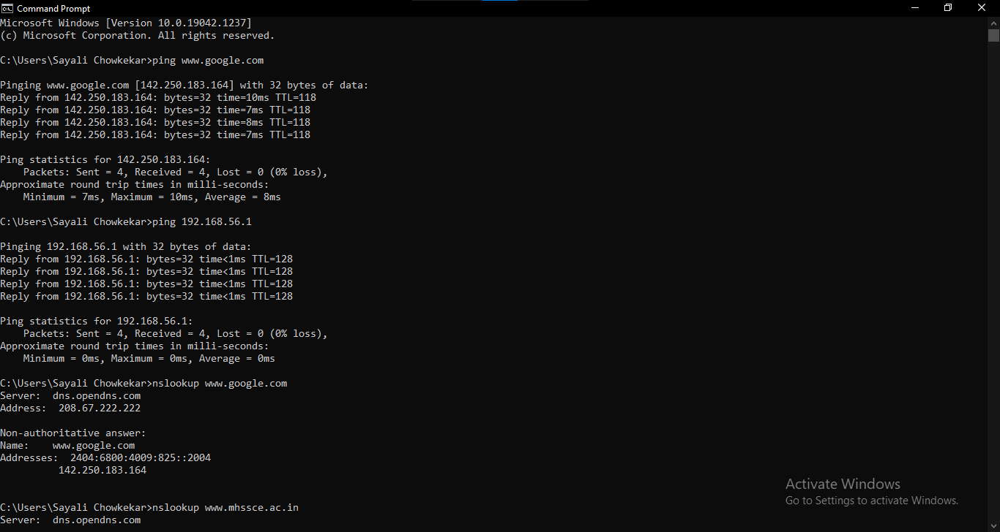 Command Prompt
Microsoft Windows [Version 10.0.19042.1237]
(c) Microsoft Corporation. All rights reserved.
C:\Users\Sayali Chowkekar>ping www.google.com
Pinging www.google.com [142.250.183.164] with 32 bytes of data:
Reply from 142.250.183.164: bytes=32 time=10ms TTL=118
Reply from 142.250.183.164: bytes=32 time=7ms TTL=118
Reply from 142.250.183.164: bytes=32 time=8ms TTL=118
Reply from 142.250.183.164: bytes=32 time=7ms TTL=118
Ping statistics for 142.250.183.164:
    Packets: Sent = 4, Received = 4, Lost = 0 (0% loss),
Approximate round trip times in milli-seconds:
    Minimum = 7ms, Maximum = 10ms, Average = 8ms
C:\Users\Sayali Chowkekar>ping 192.168.56.1
Pinging 192.168.56.1 with 32 bytes of data:
Reply from 192.168.56.1: bytes=32 time<1ms TTL=128
Reply from 192.168.56.1: bytes=32 time<1ms TTL=128
Reply from 192.168.56.1: bytes=32 time<1ms TTL=128
Reply from 192.168.56.1: bytes=32 time<1ms TTL=128
Ping statistics for 192.168.56.1:
    Packets: Sent = 4, Received = 4, Lost = 0 (0% loss),
Approximate round trip times in milli-seconds:
    Minimum = 0ms, Maximum = 0ms, Average = 0ms
C:\Users\Sayali Chowkekar>nslookup www.google.com
Server:  dns.opendns.com
Address:  208.67.222.222
Non-authoritative answer:
Name:    www.google.com
Addresses:  2404:6800:4009:825::2004
          142.250.183.164
C:\Users\Sayali Chowkekar>nslookup www.mhssce.ac.in
Server:  dns.opendns.com
Activate Windows
Go to Settings to activate Windows.